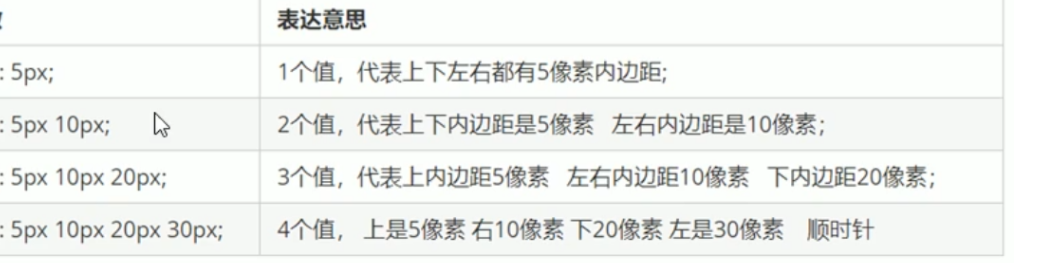 表达意思
: 5px; 1个值，代表上下左右都有5像素内边距;
: 5px 10px; 2个值，代表上下内边距是5像素 左右内边距是10像素;
: 5px 10px 20px; 3个值，代表上内边距5像素 左右内边距10像素 下内边距20像素;
: 5px 10px 20px 30px; 4个值， 上是5像素 右10像素 下20像素 左是30像素 顺时针